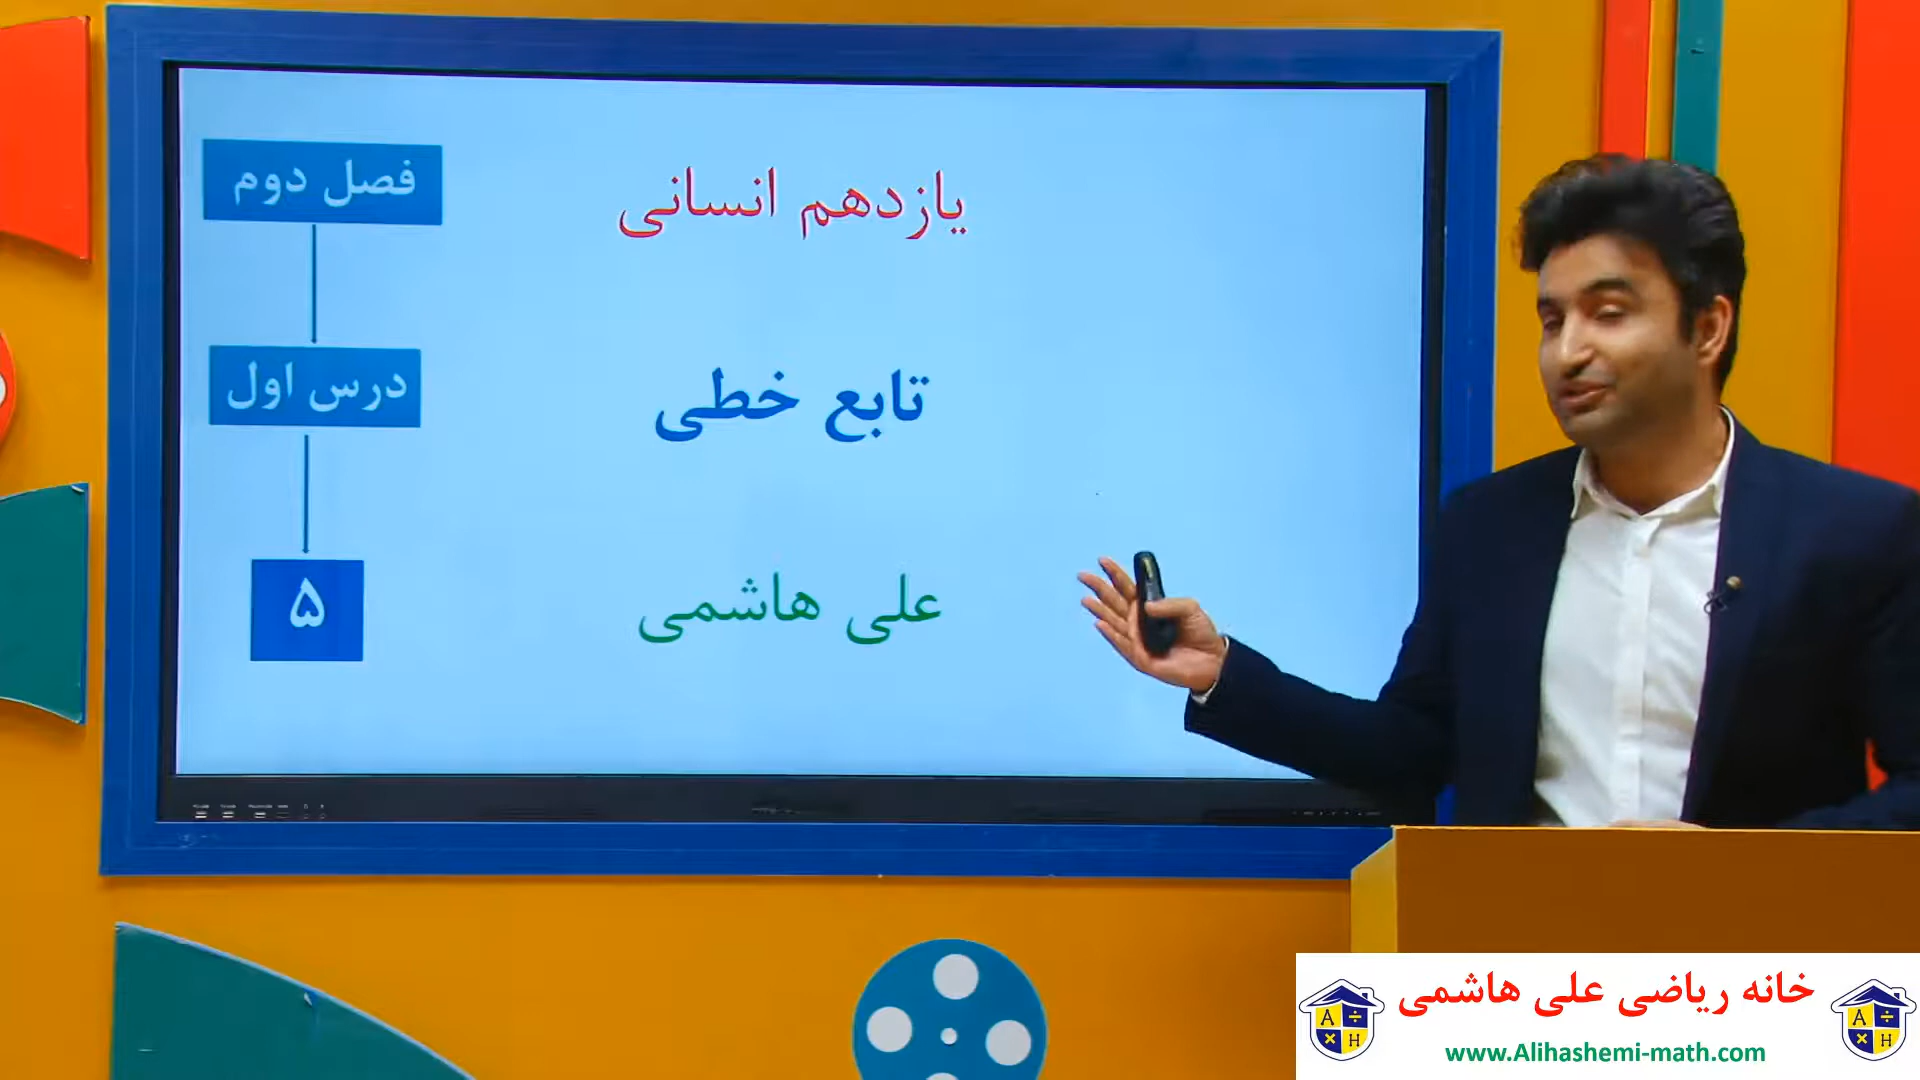 یازدهم انسانی
تابع خطی
علی هاشمی
فصل دوم
درس اول
۵
خانه ریاضی علی هاشمی
A ÷
× H
A ÷
× H
www.Alihashemi-math.com